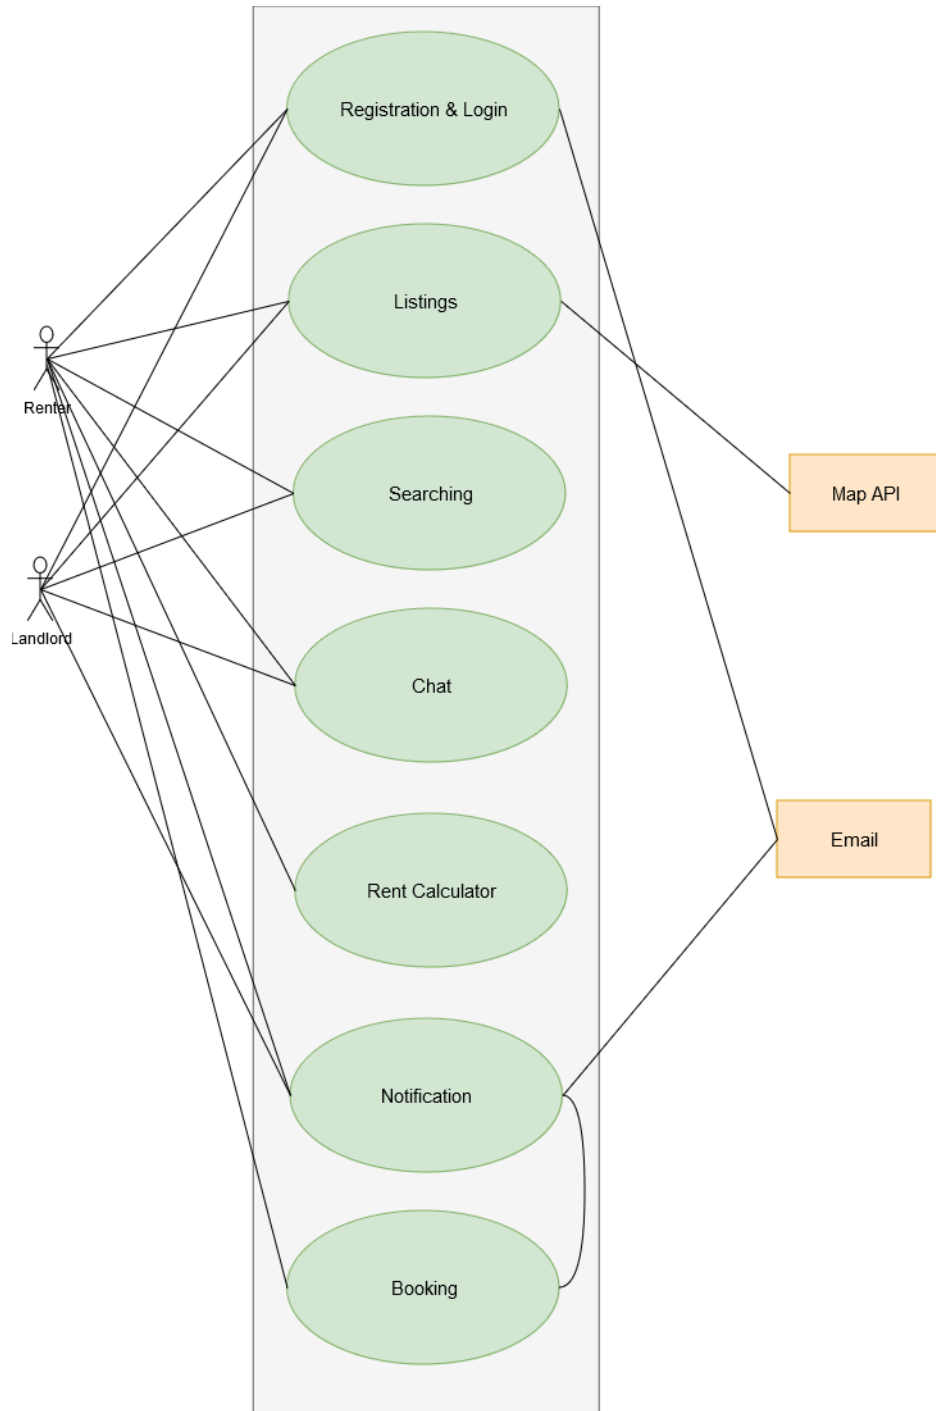 Registration & Login
Listings
Renter
Searching
Map API
Landlord
Chat
Email
Rent Calculator
Notification
Booking